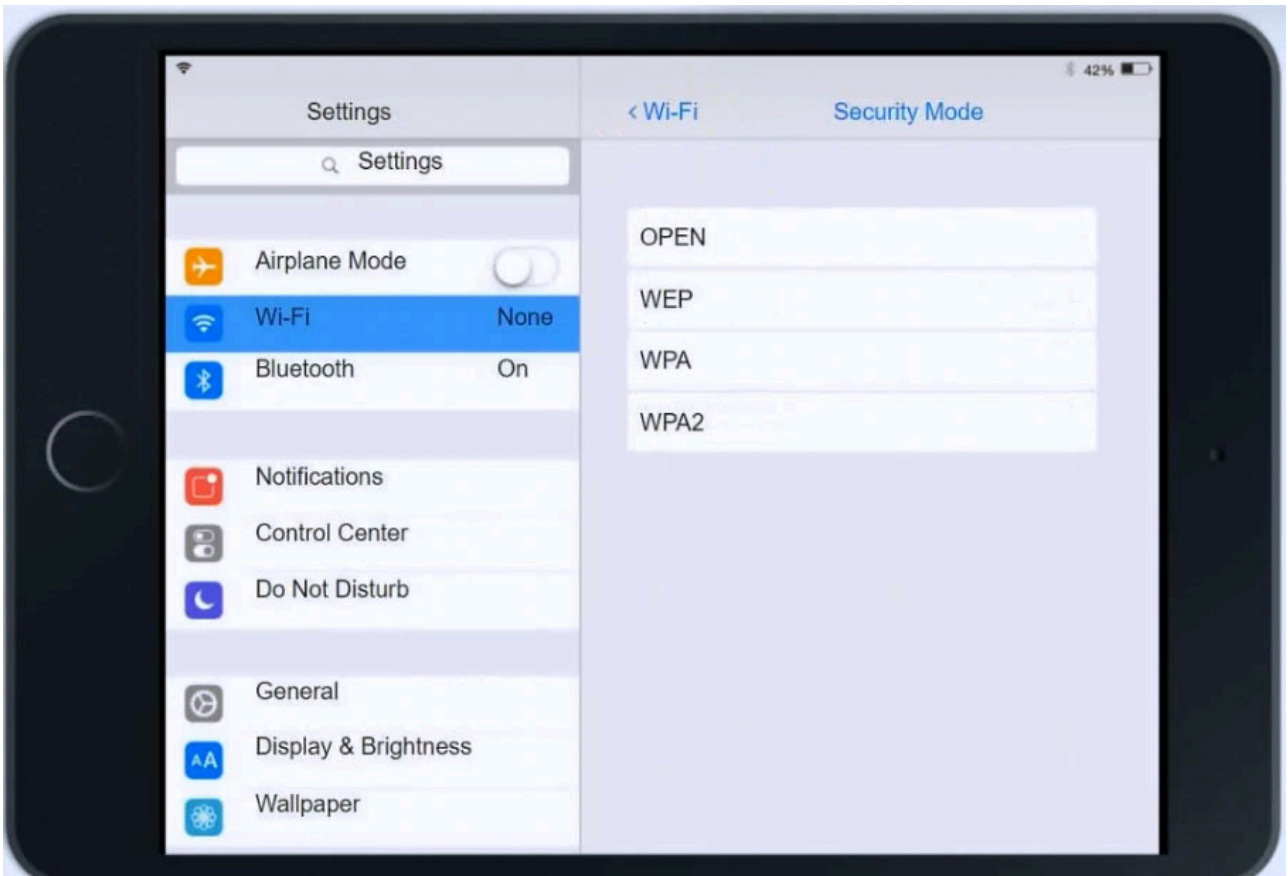 42%
Settings
< Wi-Fi
Security Mode
Settings
Airplane Mode
Wi-Fi None
Bluetooth On
Notifications
Control Center
Do Not Disturb
General
AA
Display & Brightness
Wallpaper
OPEN
WEP
WPA
WPA2